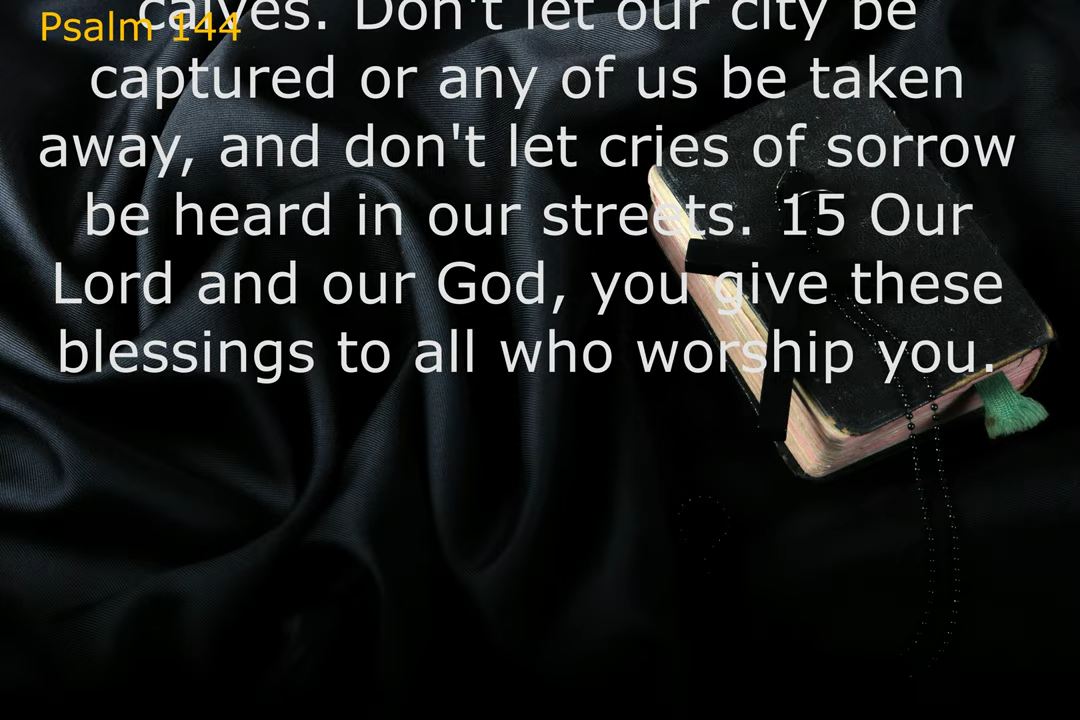 Psalm 144
calves. Don't let our city be
captured or any of us be taken
away, and don't let cries of sorrow
be heard in our streets. 15 Our
Lord and our God, you give these
blessings to all who worship you.